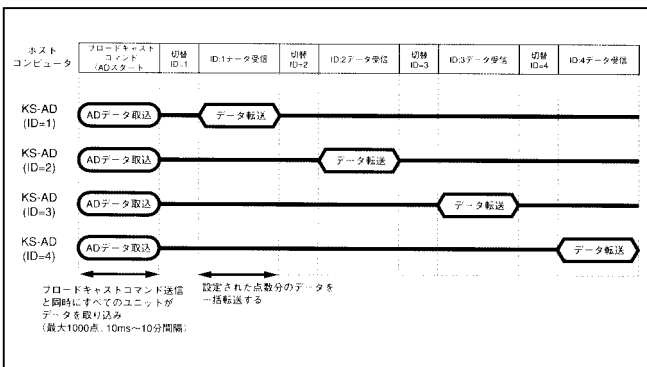 ホスト
コンピュータ
ブロードキャスト
コマンド
(ADスタート
切替
ID=1
ID:1データ受信
切替
ID=2
ID:2データ受信
切替
ID=3
ID:3データ受信
切替
ID=4
ID:4データ受信
KS-AD
(ID=1)
ADデータ取込
データ転送
KS-AD
(ID=2)
ADデータ取込
データ転送
KS-AD
(ID=3)
ADデータ取込
データ転送
KS-AD
(ID=4)
ADデータ取込
データ転送
ブロードキャストコマンド送信
と同時にすべてのユニットが
データを取り込み
(最大1000点、10ms〜10分間隔)
設定された点数分のデータを
一括転送する